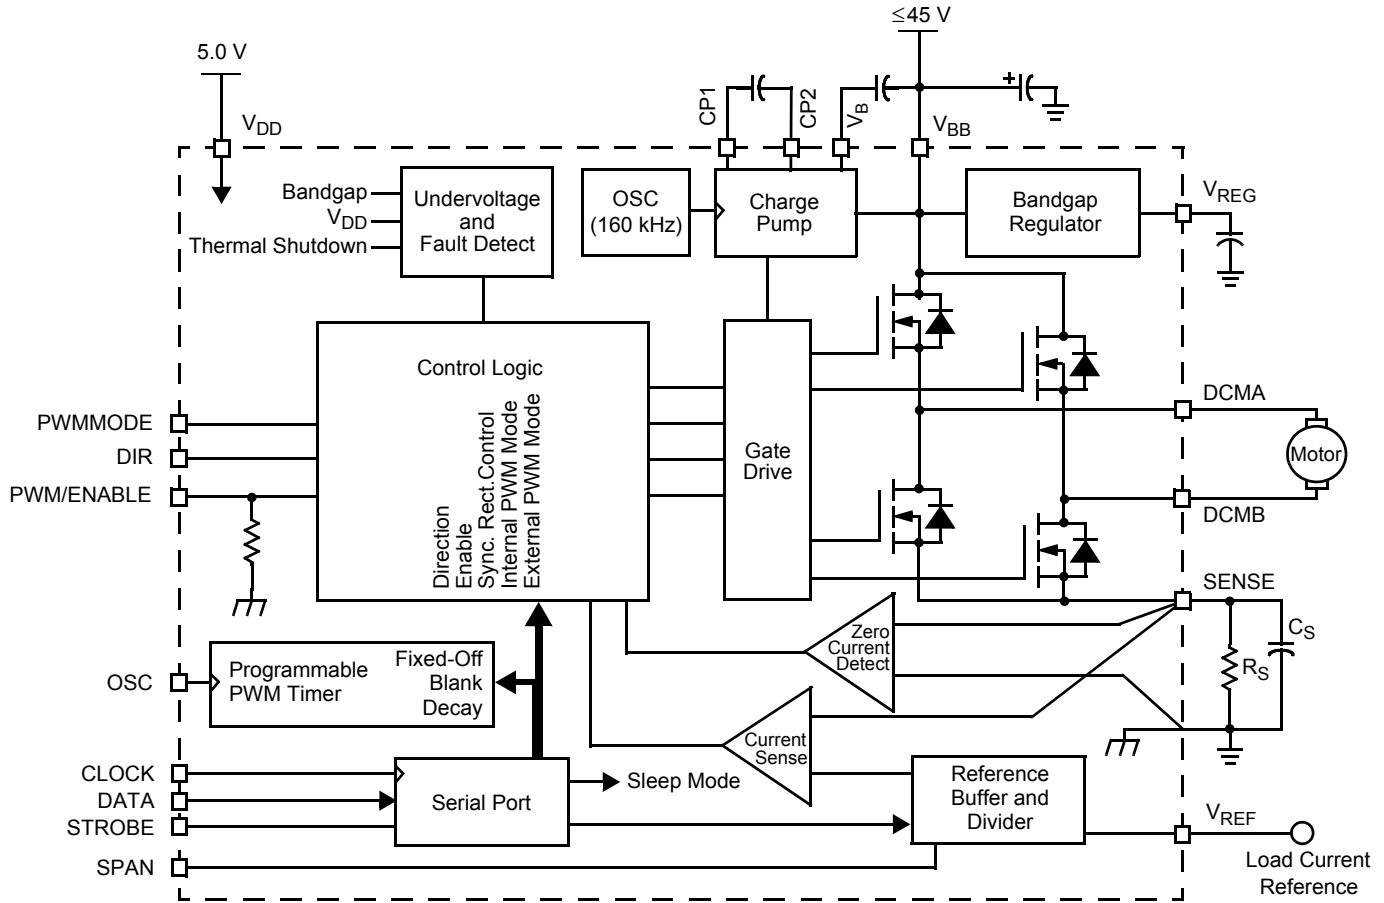 ≤45 V
5.0 V
VDD
CP1
CP2
VB
VBB
Bandgap
VDD
Thermal Shutdown
Undervoltage
and
Fault Detect
OSC
(160 kHz)
Charge
Pump
Bandgap
Regulator
VREG
Control Logic
PWMMODE
DIR
PWM/ENABLE
Direction
Enable
Sync. Rect.Control
Internal PWM Mode
External PWM Mode
Gate
Drive
DCMA
Motor
DCMB
SENSE
CS
RS
Zero
Current
Detect
OSC
Programmable
PWM Timer
Fixed-Off
Blank
Decay
Current
Sense
CLOCK
DATA
STROBE
SPAN
Serial Port
Sleep Mode
Reference
Buffer and
Divider
VREF
Load Current
Reference